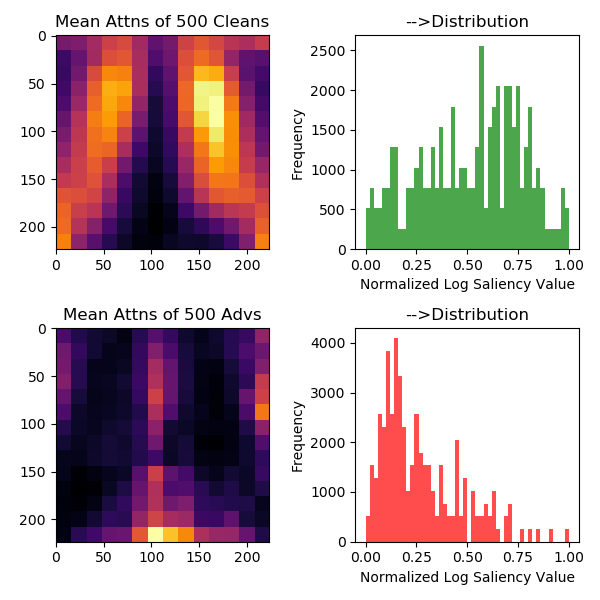 Mean Attns of 500 Cleans
0
50
100
150
200
0 50 100 150 200
-->Distribution
Frequency
2500
2000
1500
1000
500
0
0.00 0.25 0.50 0.75 1.00
Normalized Log Saliency Value
Mean Attns of 500 Advs
0
50
100
150
200
0 50 100 150 200
-->Distribution
Frequency
4000
3000
2000
1000
0
0.00 0.25 0.50 0.75 1.00
Normalized Log Saliency Value